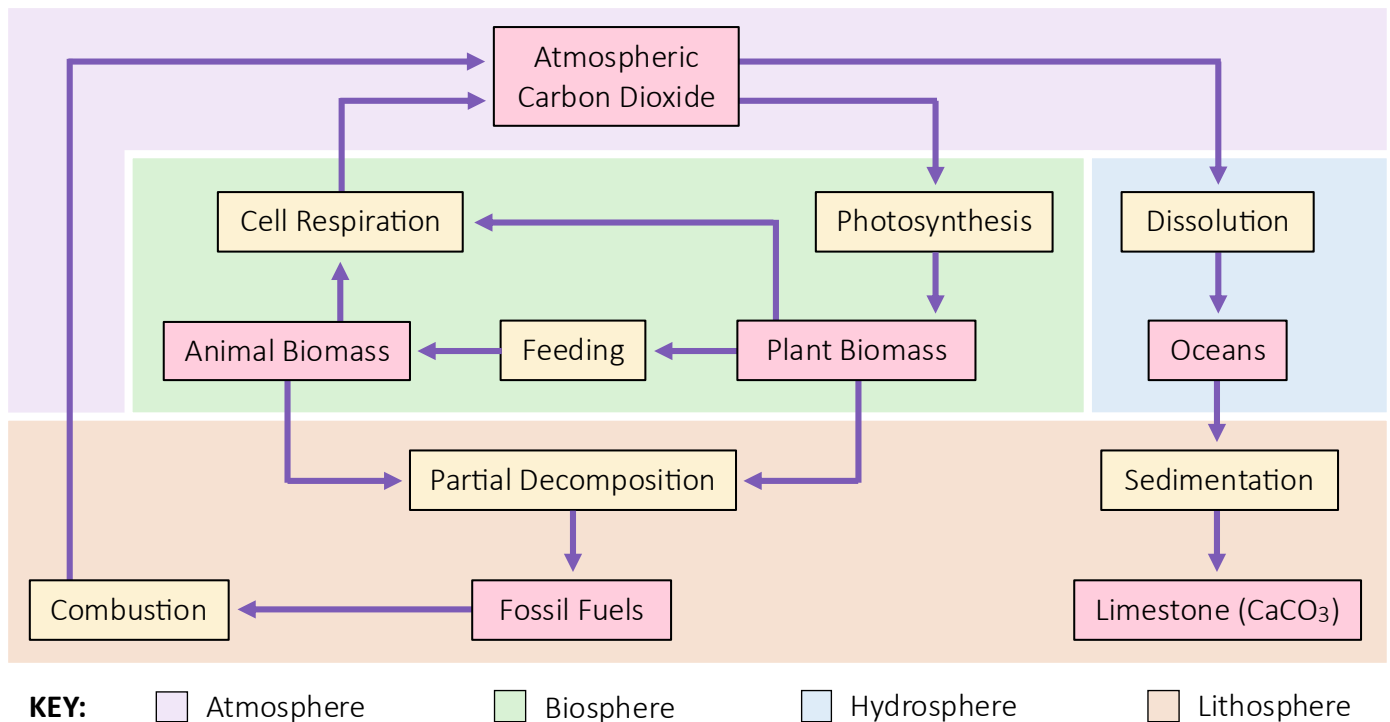 Atmospheric
Carbon Dioxide
Cell Respiration
Photosynthesis
Dissolution
Animal Biomass
Feeding
Plant Biomass
Oceans
Partial Decomposition
Sedimentation
Combustion
Fossil Fuels
Limestone (CaCO₃)
KEY: Atmosphere Biosphere Hydrosphere Lithosphere